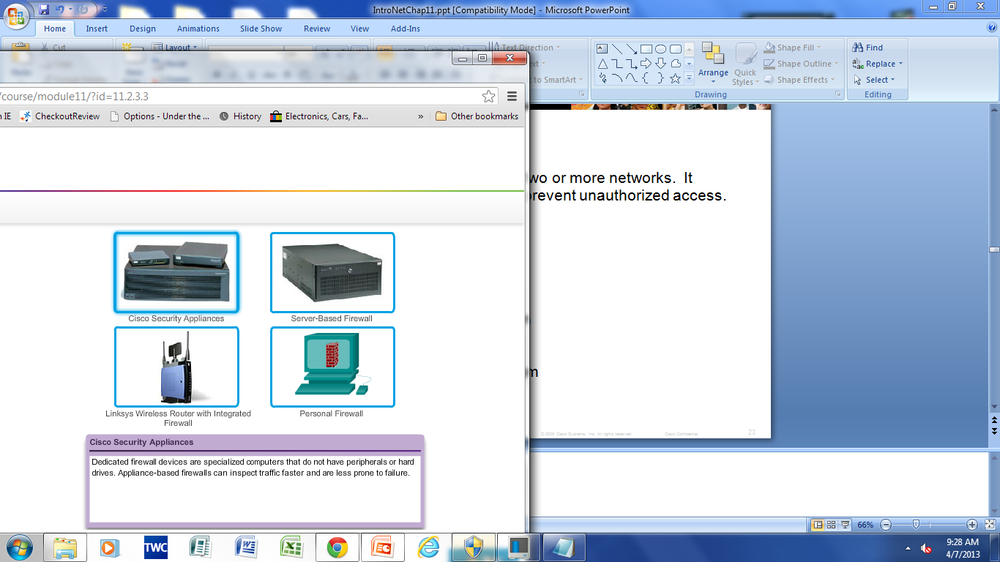 IntroNetChap11.ppt [Compatibility Mode] - Microsoft PowerPoint
Home Insert Design Animations Slide Show Review View Add-Ins
Cut
Layout
Text Direction
to SmartArt
Arrange
Quick
Styles
Shape Fill
Shape Outline
Shape Effects
Drawing
Find
Replace
Select
Editing
/course/module11/?id=11.2.3.3
IE CheckoutReview Options - Under the ... History Electronics, Cars, Fa... » Other bookmarks
wo or more networks. It
prevent unauthorized access.
Cisco Security Appliances
Server-Based Firewall
Linksys Wireless Router with Integrated
Firewall
Personal Firewall
Cisco Security Appliances
Dedicated firewall devices are specialized computers that do not have peripherals or hard
drives. Appliance-based firewalls can inspect traffic faster and are less prone to failure.
m
© 2006 Cisco Systems, Inc. All rights reserved. Cisco Confidential 23
66%
TWC
9:28 AM
4/7/2013